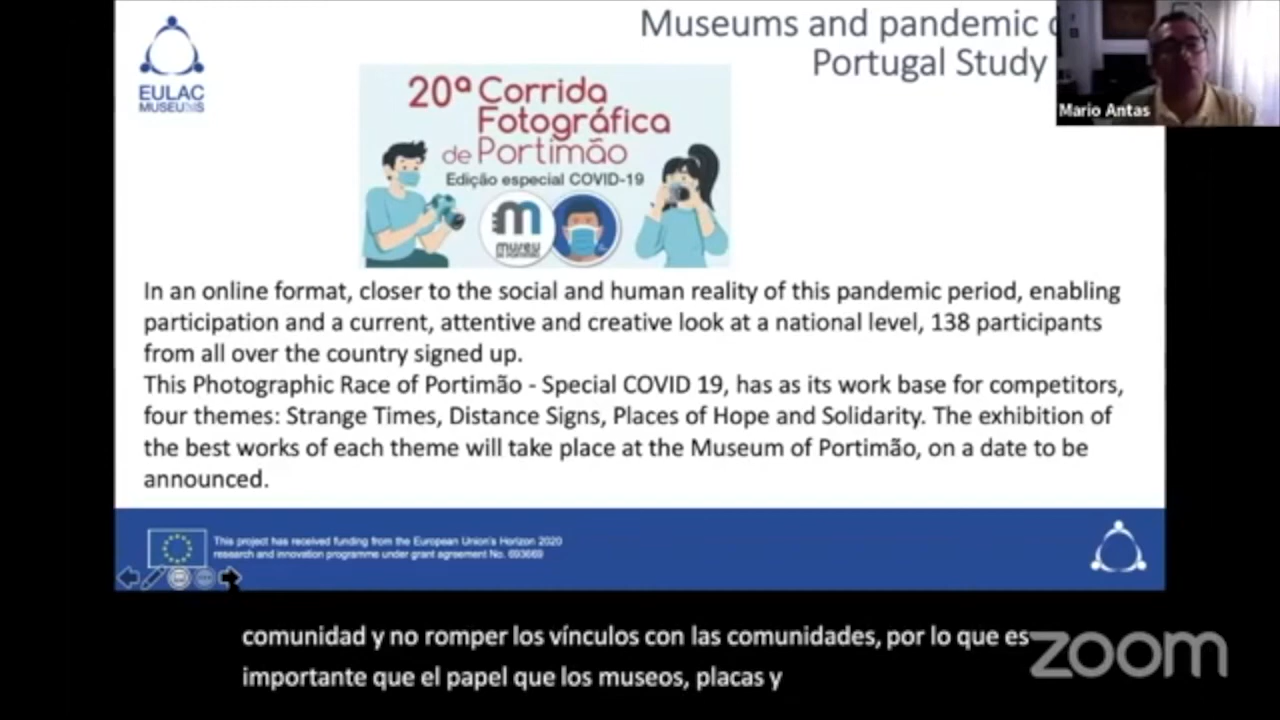 Museums and pandemic
Portugal Study
Mario Antas
EULAC
MUSEUMS
20ª Corrida
Fotográfica
de Portimão
Edição especial COVID-19
m
museu
DE PORTIMÃO
In an online format, closer to the social and human reality of this pandemic period, enabling
participation and a current, attentive and creative look at a national level, 138 participants
from all over the country signed up.
This Photographic Race of Portimão - Special COVID 19, has as its work base for competitors,
four themes: Strange Times, Distance Signs, Places of Hope and Solidarity. The exhibition of
the best works of each theme will take place at the Museum of Portimão, on a date to be
announced.
This project has received funding from the European Union's Horizon 2020
research and innovation programme under grant agreement No. 693669
comunidad y no romper los vínculos con las comunidades, por lo que es
importante que el papel que los museos, placas y
zoom